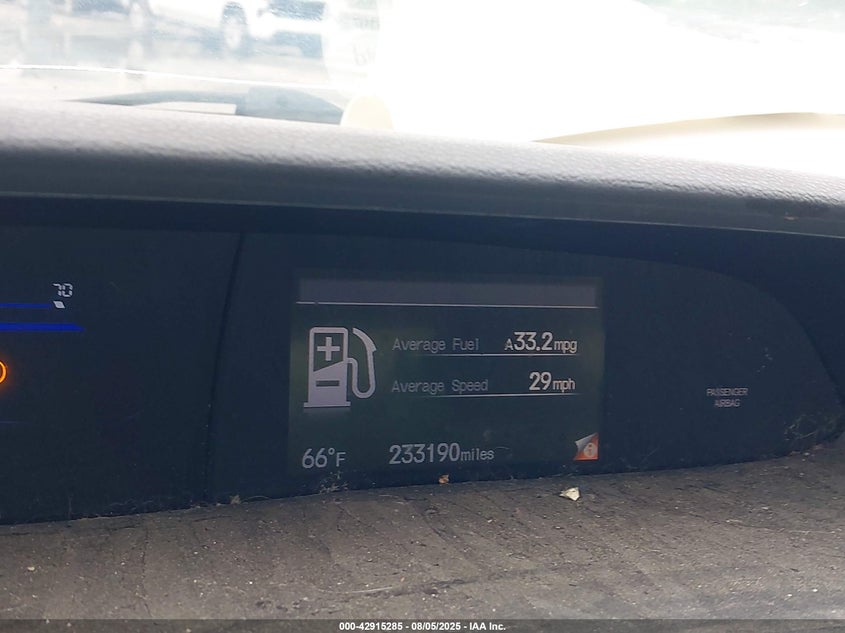 70
Average Fuel A33.2mpg
Average Speed 29mph
PASSENGER
AIRBAG
66°F 233190miles
000-42915285 - 08/05/2025 - IAA Inc.